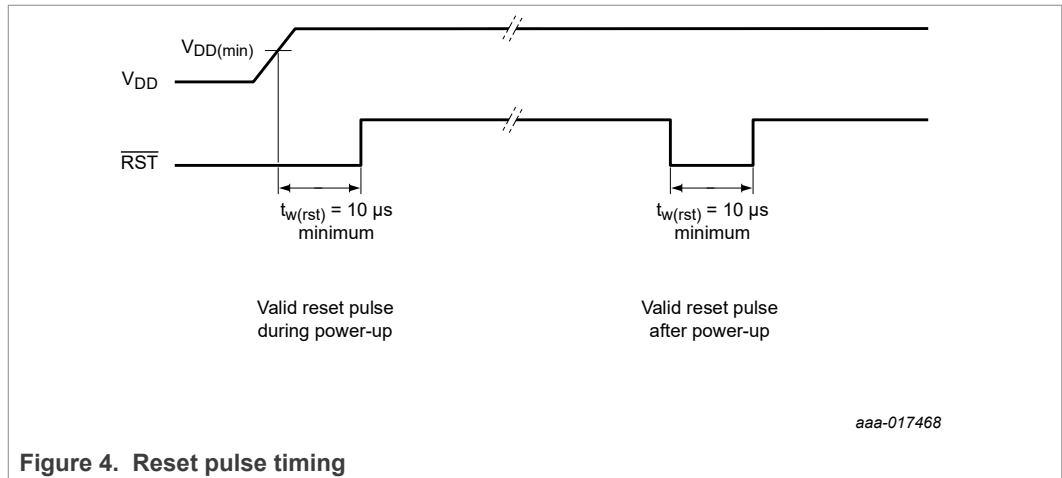 VDD(min)
VDD
RST
tw(rst) = 10 µs
minimum
tw(rst) = 10 µs
minimum
Valid reset pulse
during power-up
Valid reset pulse
after power-up
aaa-017468
Figure 4. Reset pulse timing